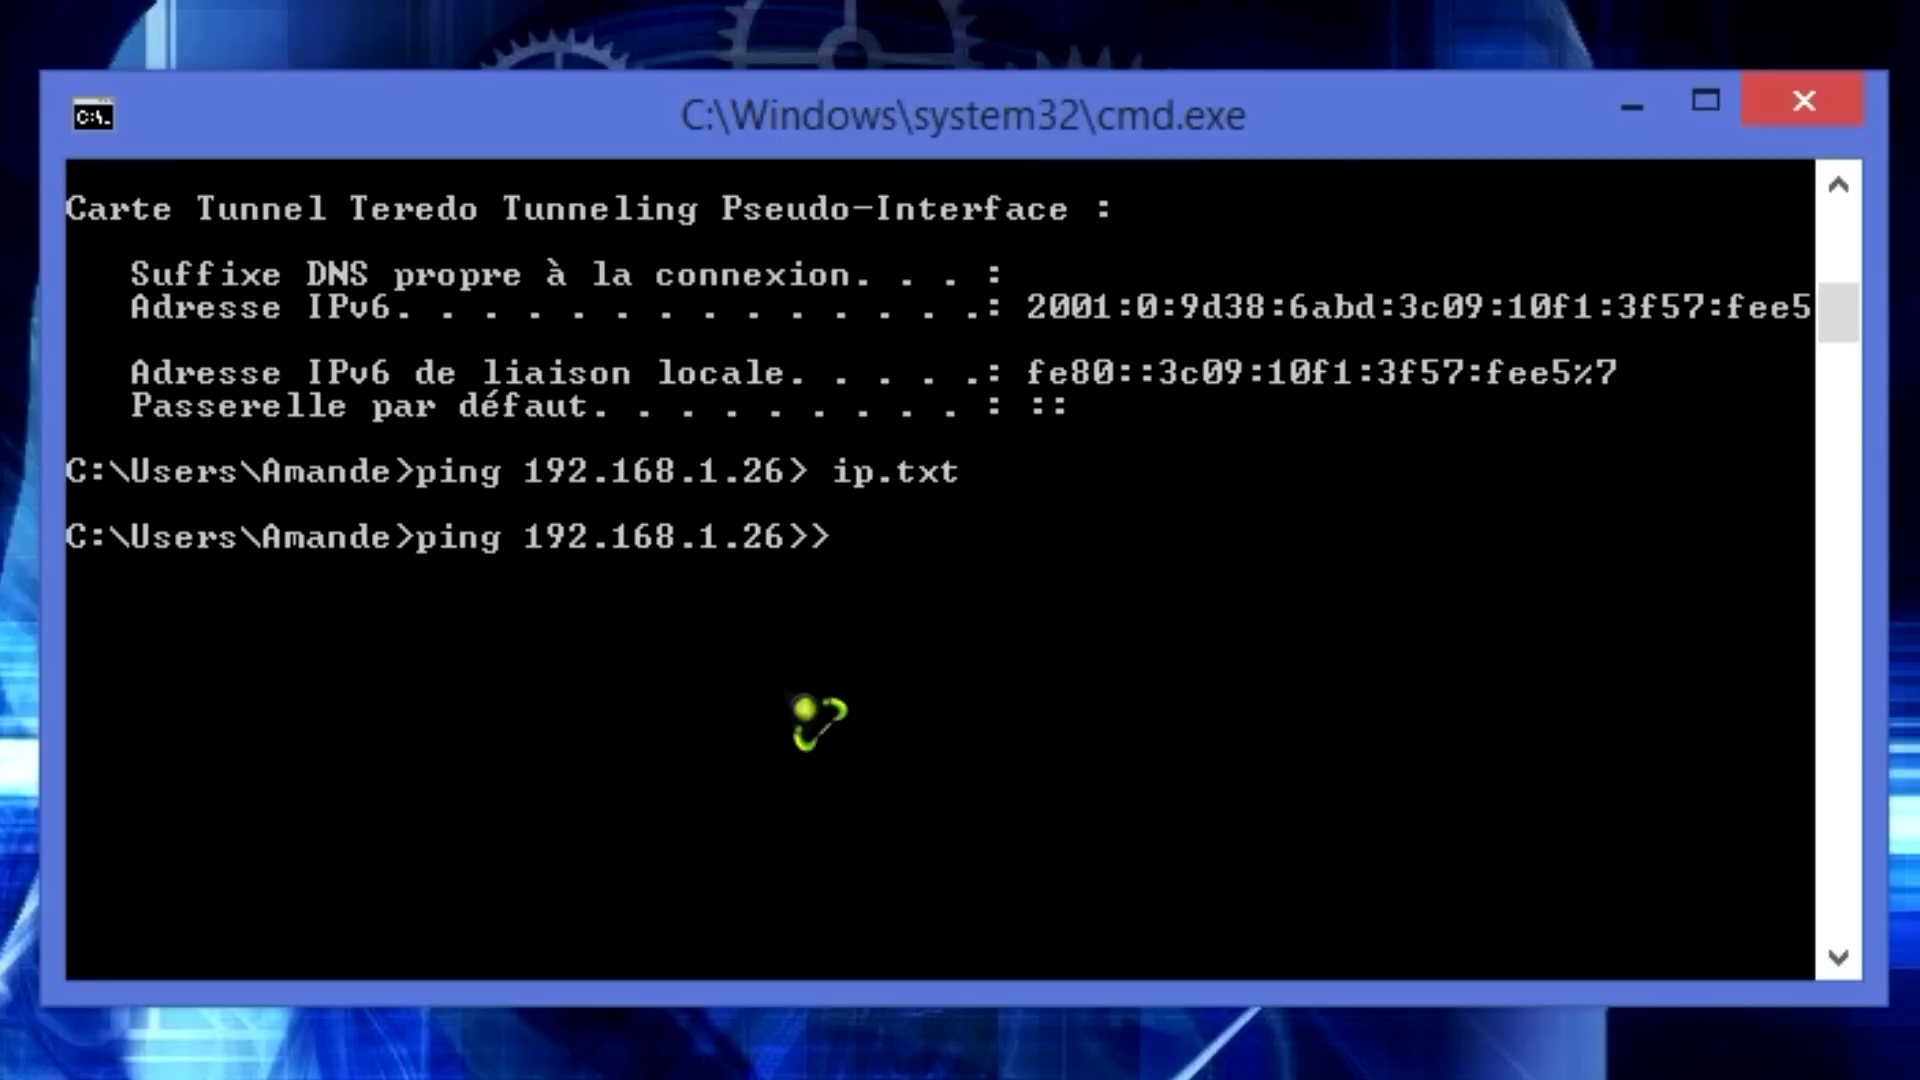 C:\Windows\system32\cmd.exe
C:\.
Carte Tunnel Teredo Tunneling Pseudo-Interface :
Suffixe DNS propre à la connexion. . . :
Adresse IPv6. . . . . . . . . . . . . .: 2001:0:9d38:6abd:3c09:10f1:3f57:fee5
Adresse IPv6 de liaison locale. . . . .: fe80::3c09:10f1:3f57:fee5%7
Passerelle par défaut. . . . . . . . . : ::
C:\Users\Amande>ping 192.168.1.26> ip.txt
C:\Users\Amande>ping 192.168.1.26>>